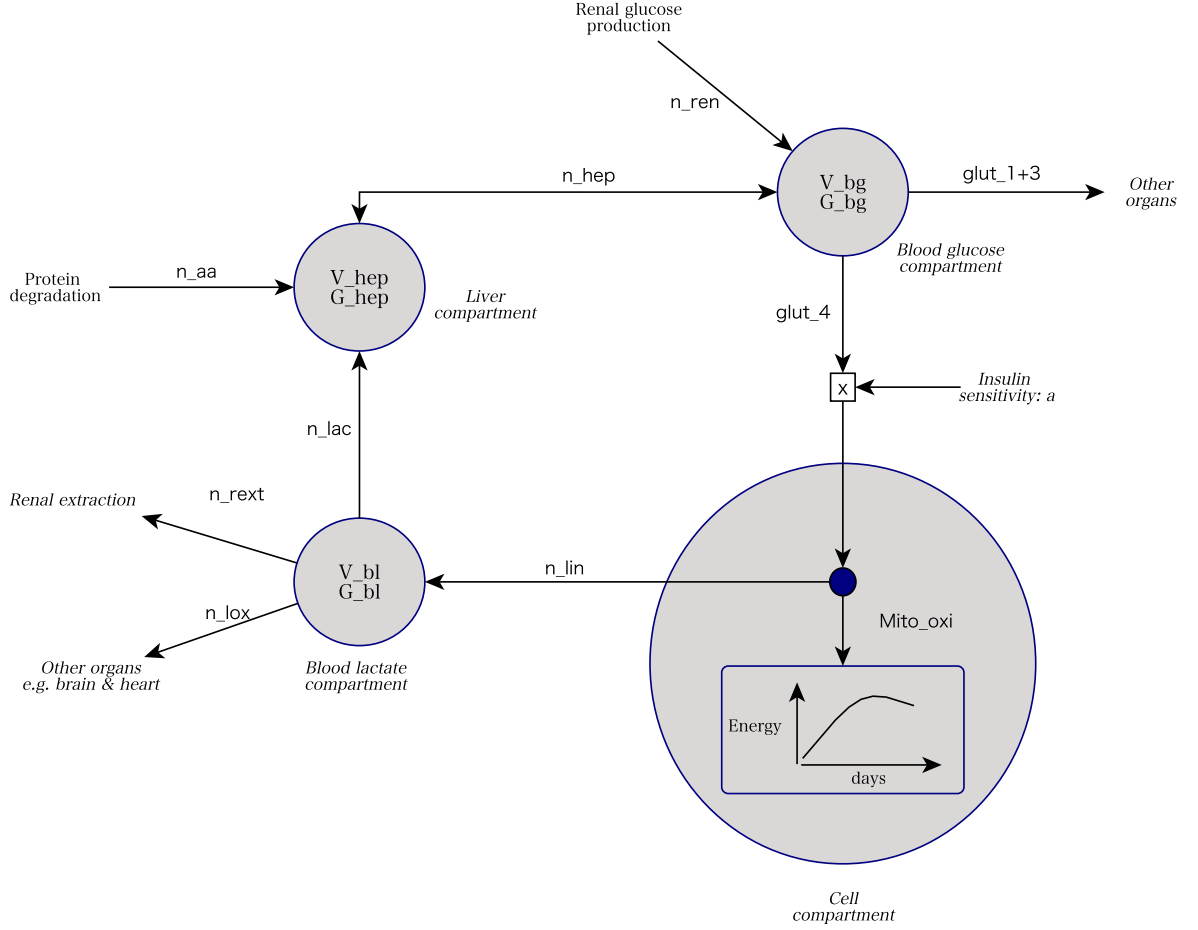 Renal glucose
production
n_ren
n_hep
V_bg
G_bg
glut_1+3
Other
organs
Blood glucose
compartment
Protein
degradation
n_aa
V_hep
G_hep
Liver
compartment
glut_4
x
Insulin
sensitivity: a
n_lac
Renal extraction
n_rext
V_bl
G_bl
n_lin
n_lox
Other organs
e.g. brain & heart
Blood lactate
compartment
Mito_oxi
Energy
days
Cell
compartment